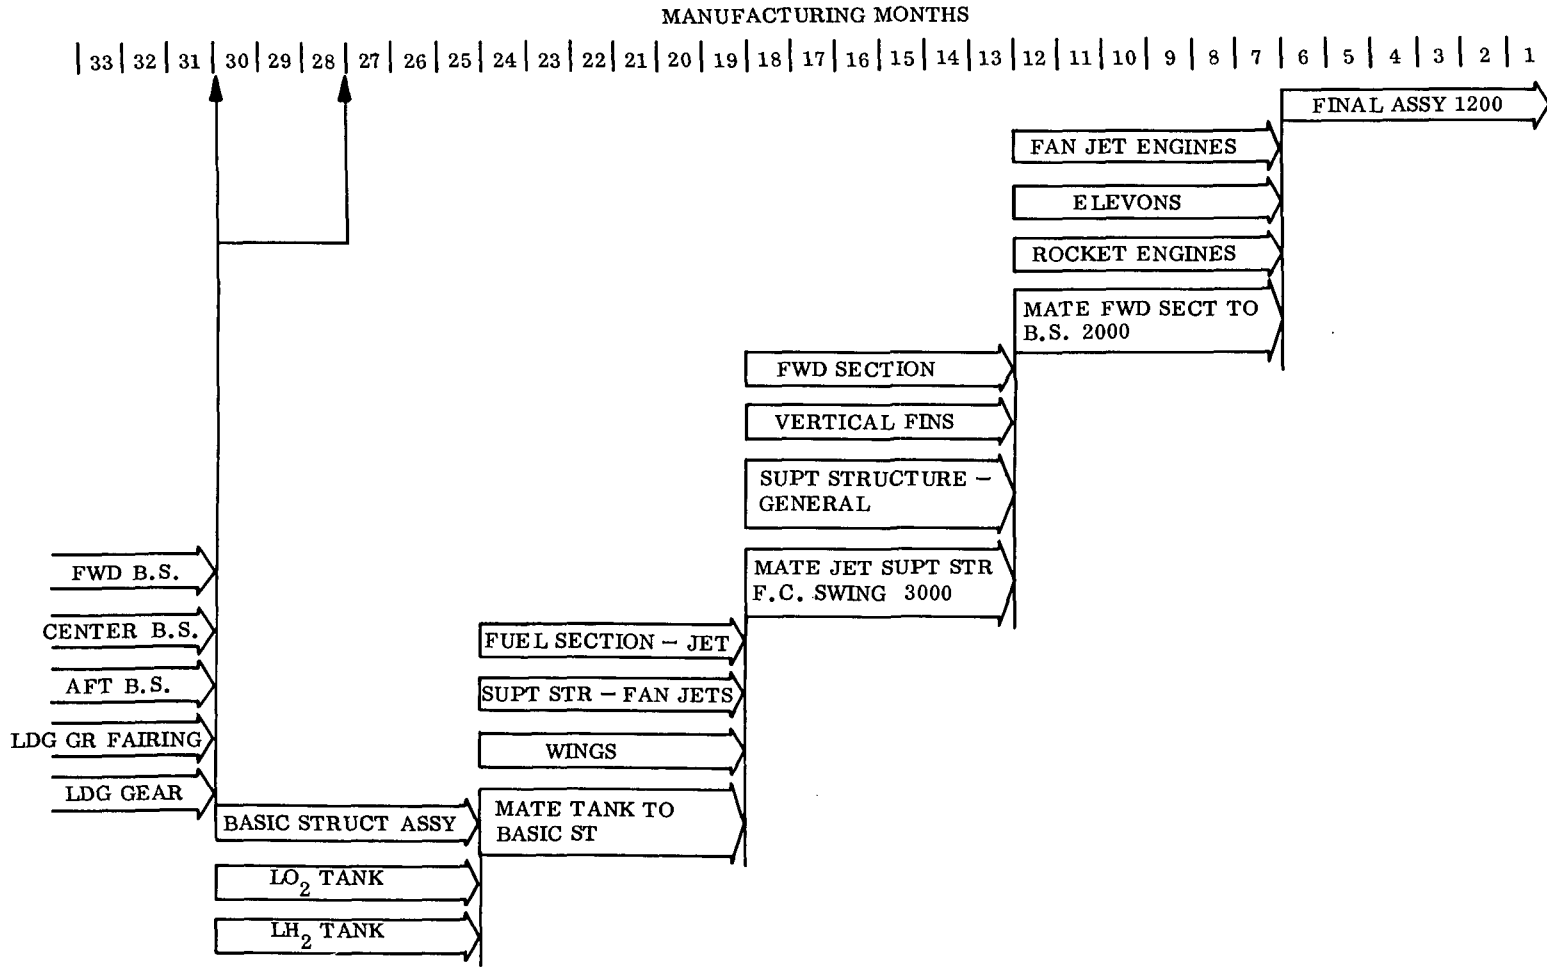 MANUFACTURING MONTHS
33 32 31 30 29 28 27 26 25 24 23 22 21 20 19 18 17 16 15 14 13 12 11 10 9 8 7 6 5 4 3 2 1
FINAL ASSY 1200
FAN JET ENGINES
ELEVONS
ROCKET ENGINES
MATE FWD SECT TO
B.S. 2000
FWD SECTION
VERTICAL FINS
SUPT STRUCTURE –
GENERAL
MATE JET SUPT STR
F.C. SWING 3000
FWD B.S.
CENTER B.S.
AFT B.S.
LDG GR FAIRING
LDG GEAR
FUEL SECTION – JET
SUPT STR – FAN JETS
WINGS
MATE TANK TO
BASIC ST
BASIC STRUCT ASSY
LO2 TANK
LH2 TANK